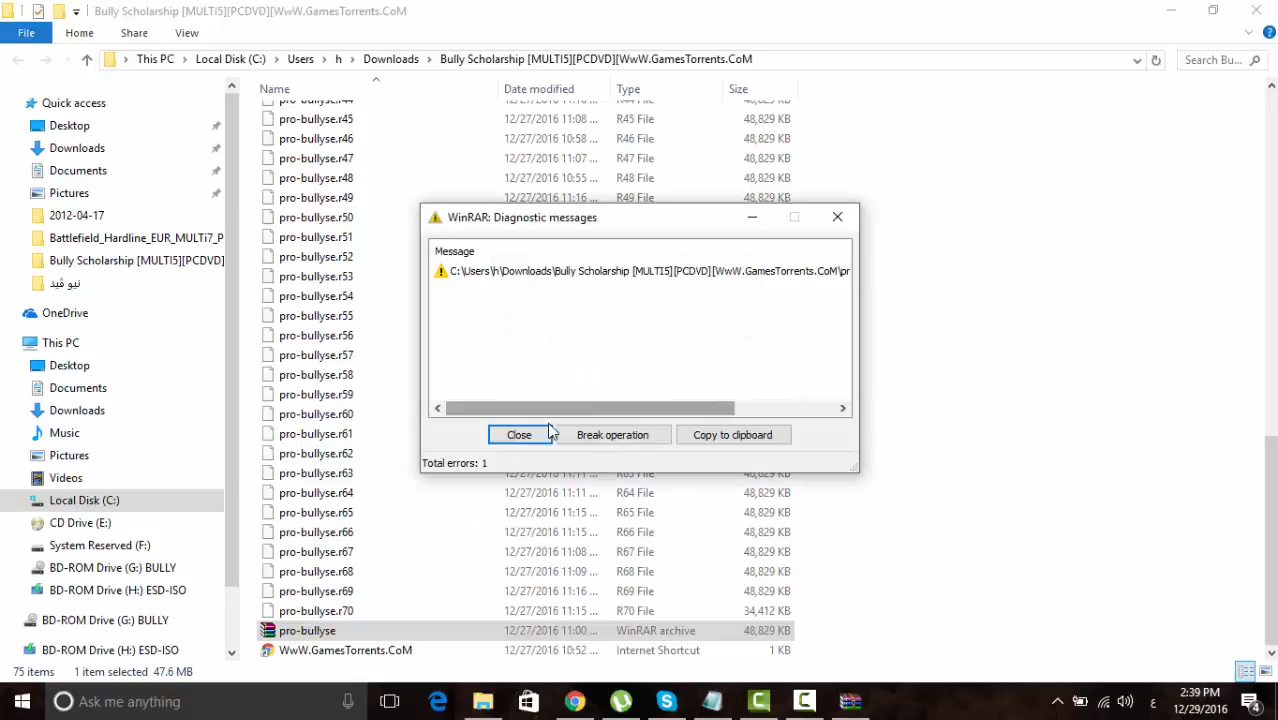 Bully Scholarship [MULTI5][PCDVD][WwW.GamesTorrents.CoM
File Home Share View
This PC Local Disk (C:) Users h Downloads Bully Scholarship [MULTI5][PCDVD][WwW.GamesTorrents.CoM
Search Bu...
Name Date modified Type Size
Quick access
Desktop
Downloads
Documents
Pictures
2012-04-17
Battlefield_Hardline_EUR_MULTi7_P
Bully Scholarship [MULTI5][PCDVD]
نيو ڤيد
OneDrive
This PC
Desktop
Documents
Downloads
Music
Pictures
Videos
Local Disk (C:)
CD Drive (E:)
System Reserved (F:)
BD-ROM Drive (G:) BULLY
BD-ROM Drive (H:) ESD-ISO
BD-ROM Drive (G:) BULLY
BD-ROM Drive (H:) ESD-ISO
pro-bullyse.r44 12/27/2016 11:10 ... R44 File 48,829 KB
pro-bullyse.r45 12/27/2016 11:08 ... R45 File 48,829 KB
pro-bullyse.r46 12/27/2016 10:58 ... R46 File 48,829 KB
pro-bullyse.r47 12/27/2016 11:07 ... R47 File 48,829 KB
pro-bullyse.r48 12/27/2016 10:55 ... R48 File 48,829 KB
pro-bullyse.r49 12/27/2016 11:16 ... R49 File 48,829 KB
pro-bullyse.r50
pro-bullyse.r51
pro-bullyse.r52
pro-bullyse.r53
pro-bullyse.r54
pro-bullyse.r55
pro-bullyse.r56
pro-bullyse.r57
pro-bullyse.r58
pro-bullyse.r59
pro-bullyse.r60
pro-bullyse.r61
pro-bullyse.r62
pro-bullyse.r63 12/27/2016 11:11 ... R63 File 48,829 KB
pro-bullyse.r64 12/27/2016 11:11 ... R64 File 48,829 KB
pro-bullyse.r65 12/27/2016 11:15 ... R65 File 48,829 KB
pro-bullyse.r66 12/27/2016 11:15 ... R66 File 48,829 KB
pro-bullyse.r67 12/27/2016 11:08 ... R67 File 48,829 KB
pro-bullyse.r68 12/27/2016 11:09 ... R68 File 48,829 KB
pro-bullyse.r69 12/27/2016 11:16 ... R69 File 48,829 KB
pro-bullyse.r70 12/27/2016 11:15 ... R70 File 34,412 KB
pro-bullyse 12/27/2016 11:00 ... WinRAR archive 48,829 KB
WwW.GamesTorrents.CoM 12/27/2016 10:52 ... Internet Shortcut 1 KB
WinRAR: Diagnostic messages
Message
C:\Users\h\Downloads\Bully Scholarship [MULTI5][PCDVD][WwW.GamesTorrents.CoM\pr
Close Break operation Copy to clipboard
Total errors: 1
75 items 1 item selected 47.6 MB
Ask me anything
ع
2:39 PM
12/29/2016
4